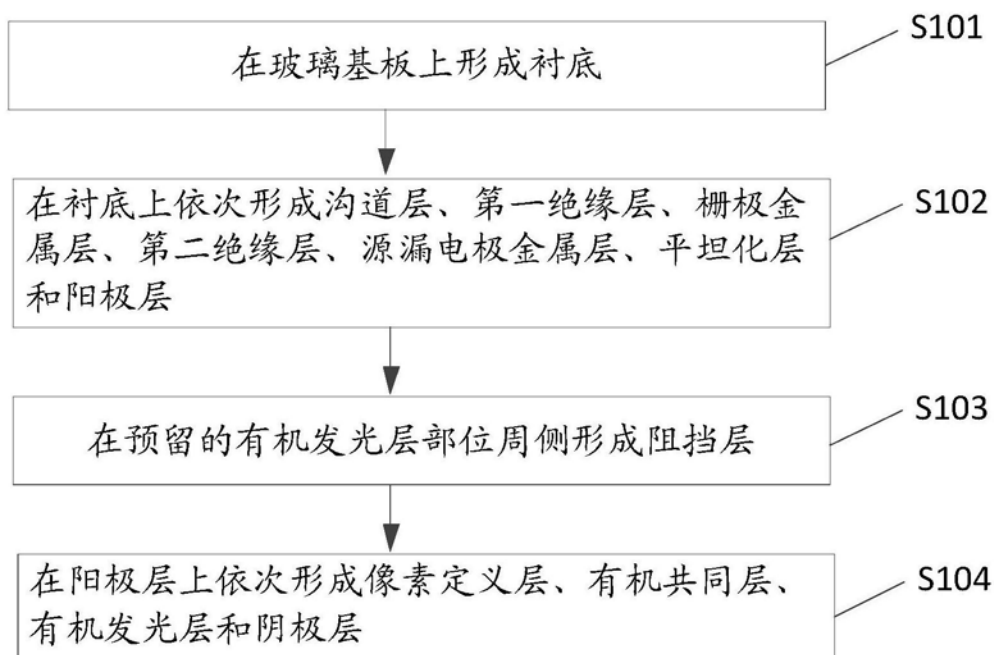 S101
在玻璃基板上形成衬底
S102
在衬底上依次形成沟道层、第一绝缘层、栅极金
属层、第二绝缘层、源漏电极金属层、平坦化层
和阳极层
S103
在预留的有机发光层部位周侧形成阻挡层
S104
在阳极层上依次形成像素定义层、有机共同层、
有机发光层和阴极层